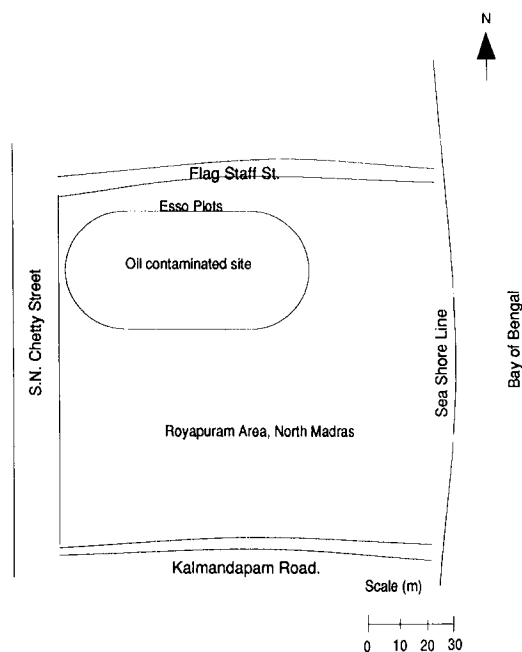 N
Flag Staff St.
Esso Plots
Oil contaminated site
S.N. Chetty Street
Sea Shore Line
Bay of Bengal
Royapuram Area, North Madras
Kalmandapam Road.
Scale (m)
0 10 20 30